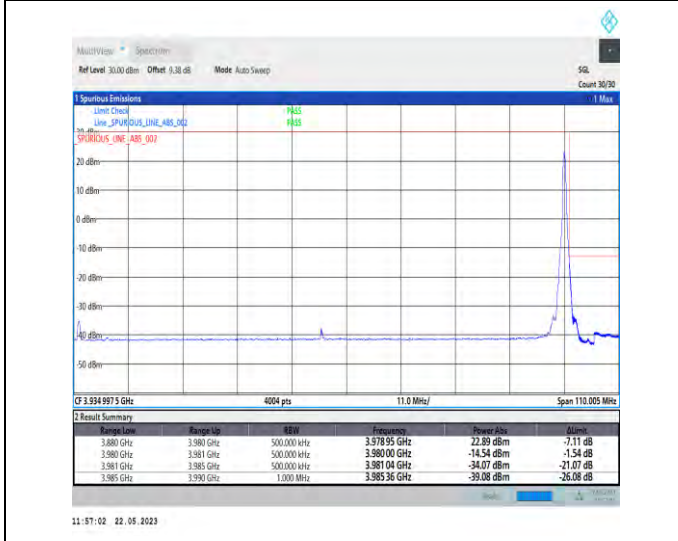 MultiView Spectrum
Ref Level 30.00 dBm Offset 9.38 dB Mode Auto Sweep SGL
Count 30/30
1 Spurious Emissions 1 Max
Limit Check PASS
Line _SPURIOUS_LINE_ABS_002 PASS
30 dBm
_SPURIOUS_LINE_ABS_002
20 dBm
10 dBm
0 dBm
-10 dBm
-20 dBm
-30 dBm
-40 dBm
-50 dBm
CF 3.934 997 5 GHz 4004 pts 11.0 MHz/ Span 110.005 MHz
2 Result Summary
Range Low Range Up RBW Frequency Power Abs ΔLimit
3.880 GHz 3.980 GHz 500.000 kHz 3.978 95 GHz 22.89 dBm -7.11 dB
3.980 GHz 3.981 GHz 500.000 kHz 3.980 00 GHz -14.54 dBm -1.54 dB
3.981 GHz 3.985 GHz 500.000 kHz 3.981 04 GHz -34.07 dBm -21.07 dB
3.985 GHz 3.990 GHz 1.000 MHz 3.985 36 GHz -39.08 dBm -26.08 dB
11:57:02 22.05.2023